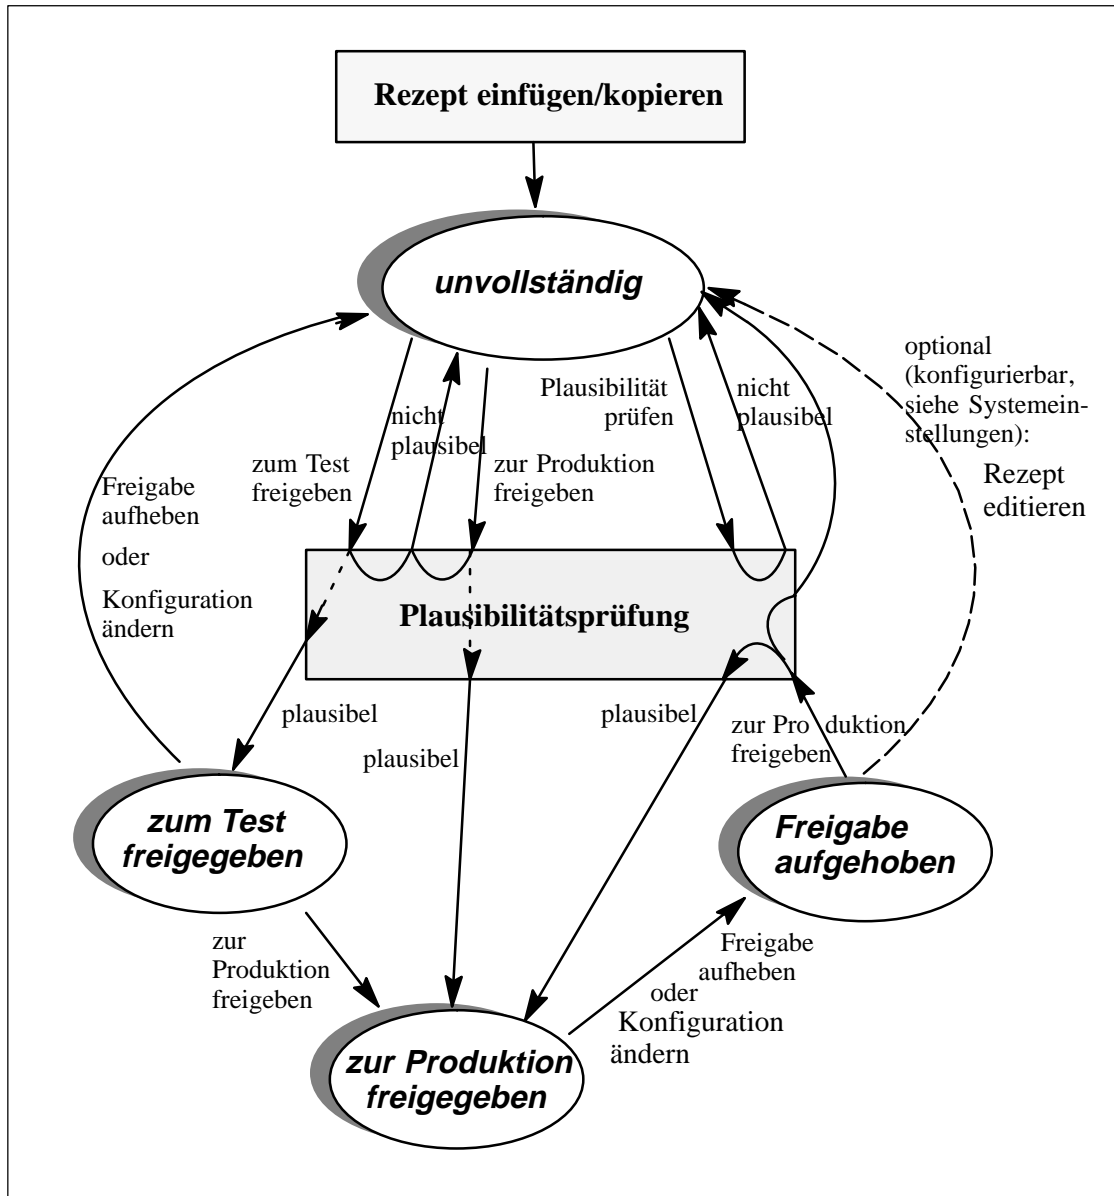 Rezept einfügen/kopieren
unvollständig
optional
(konfigurierbar,
siehe Systemein-
stellungen):
Rezept
editieren
Plausibilität
prüfen
nicht
plausibel
nicht
plausibel
zum Test
freigeben
zur Produktion
freigeben
Freigabe
aufheben
oder
Konfiguration
ändern
Plausibilitätsprüfung
plausibel
plausibel
plausibel
zur Pro duktion
freigeben
zum Test
freigegeben
Freigabe
aufgehoben
zur
Produktion
freigeben
Freigabe
aufheben
oder
Konfiguration
ändern
zur Produktion
freigegeben